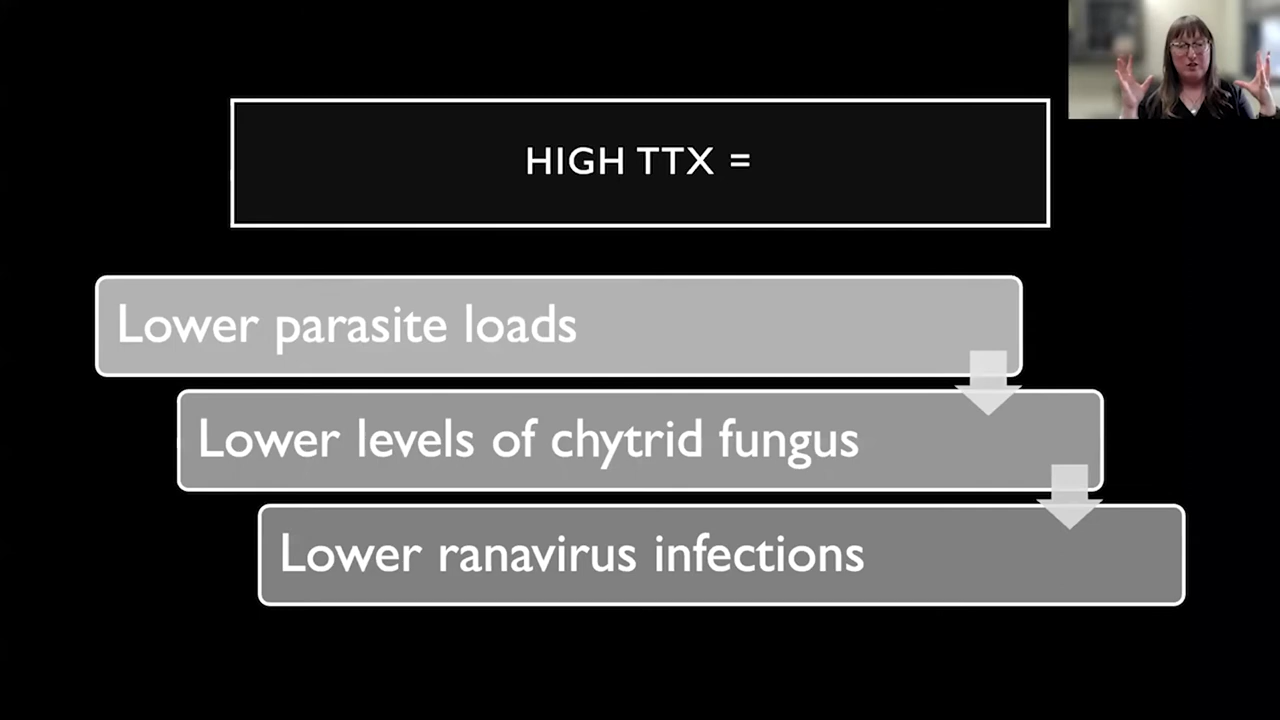 HIGH TTX =
Lower parasite loads
Lower levels of chytrid fungus
Lower ranavirus infections